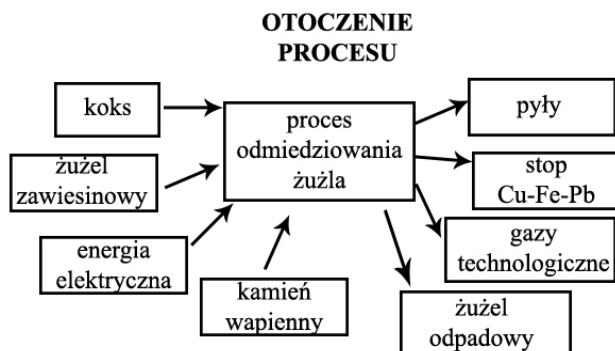 OTOCZENIE
PROCESU
koks
żużel
zawiesinowy
energia
elektryczna
kamień
wapienny
proces
odmiedziowania
żużla
pyły
stop
Cu-Fe-Pb
gazy
technologiczne
żużel
odpadowy